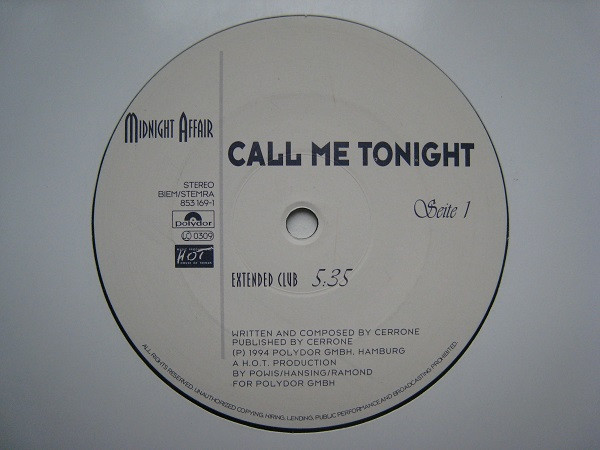 MIDNIGHT AFFAIR
CALL ME TONIGHT
STEREO
BIEM/STEMRA
853 169-1
polydor
LC 0309
HOT
Seite 1
EXTENDED CLUB 5:35
WRITTEN AND COMPOSED BY CERRONE
PUBLISHED BY CERRONE
(P) 1994 POLYDOR GMBH. HAMBURG
A H.O.T. PRODUCTION
BY POWIS/HANSING/RAMOND
FOR POLYDOR GMBH
ALL RIGHTS RESERVED. UNAUTHORIZED COPYING, HIRING, LENDING, PUBLIC PERFORMANCE AND BROADCASTING PROHIBITED.